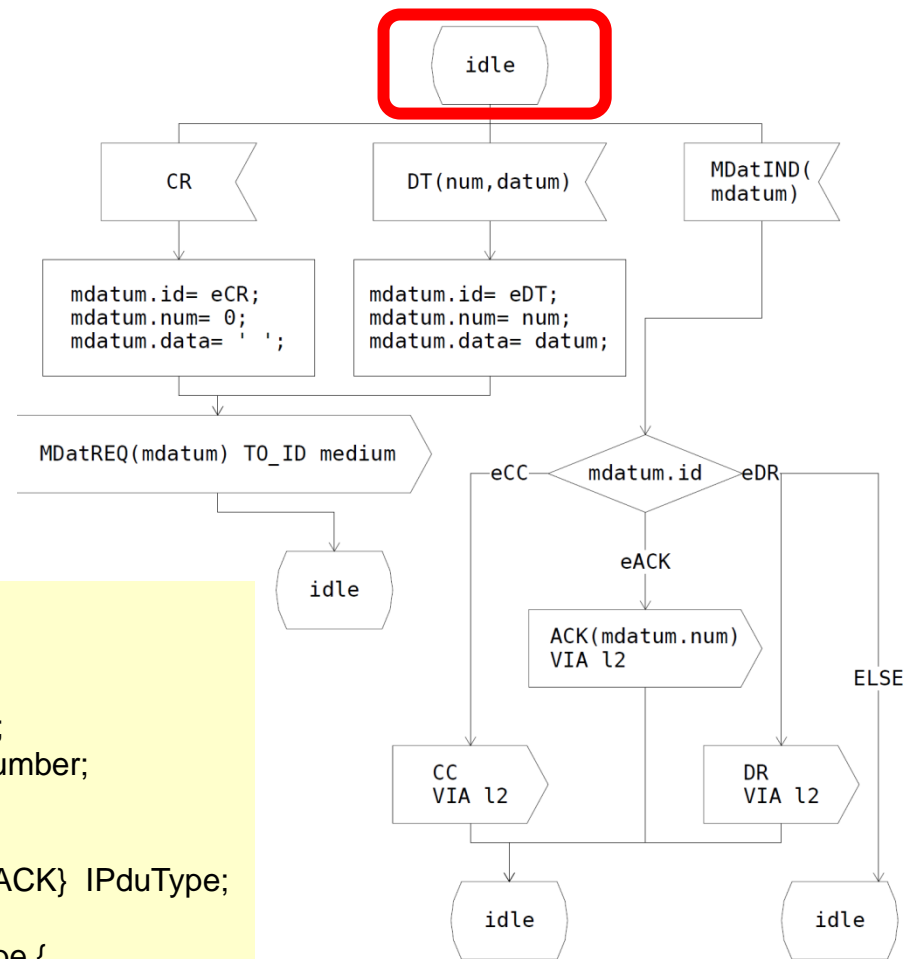 idle
CR
DT(num,datum)
MDatIND(
mdatum)
mdatum.id= eCR;
mdatum.num= 0;
mdatum.data= ' ';
mdatum.id= eDT;
mdatum.num= num;
mdatum.data= datum;
MDatREQ(mdatum) TO_ID medium
idle
eCC
mdatum.id
eDR
eACK
ACK(mdatum.num)
VIA l2
ELSE
CC
VIA l2
DR
VIA l2
idle
idle
;
umber;
ACK} IPduType;
pe {